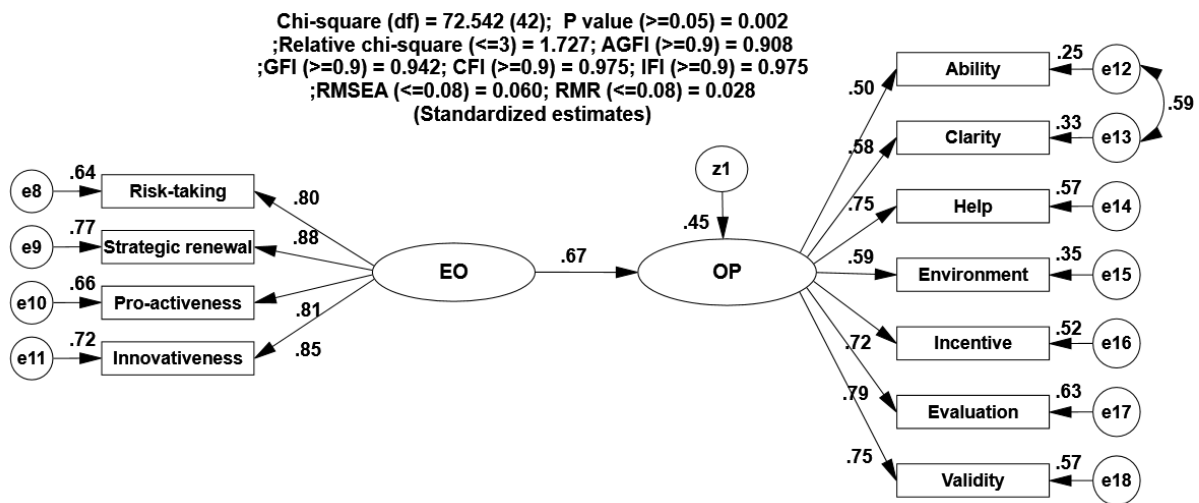 Chi-square (df) = 72.542 (42); P value (>=0.05) = 0.002
;Relative chi-square (<=3) = 1.727; AGFI (>=0.9) = 0.908
;GFI (>=0.9) = 0.942; CFI (>=0.9) = 0.975; IFI (>=0.9) = 0.975
;RMSEA (<=0.08) = 0.060; RMR (<=0.08) = 0.028
(Standardized estimates)
e8
.64
Risk-taking
.80
e9
.77
Strategic renewal
.88
e10
.66
Pro-activeness
.81
e11
.72
Innovativeness
.85
EO
.67
z1
.45
OP
.50
Ability
.25
e12
.59
.58
Clarity
.33
e13
.75
Help
.57
e14
.59
Environment
.35
e15
.72
Incentive
.52
e16
.79
Evaluation
.63
e17
.75
Validity
.57
e18